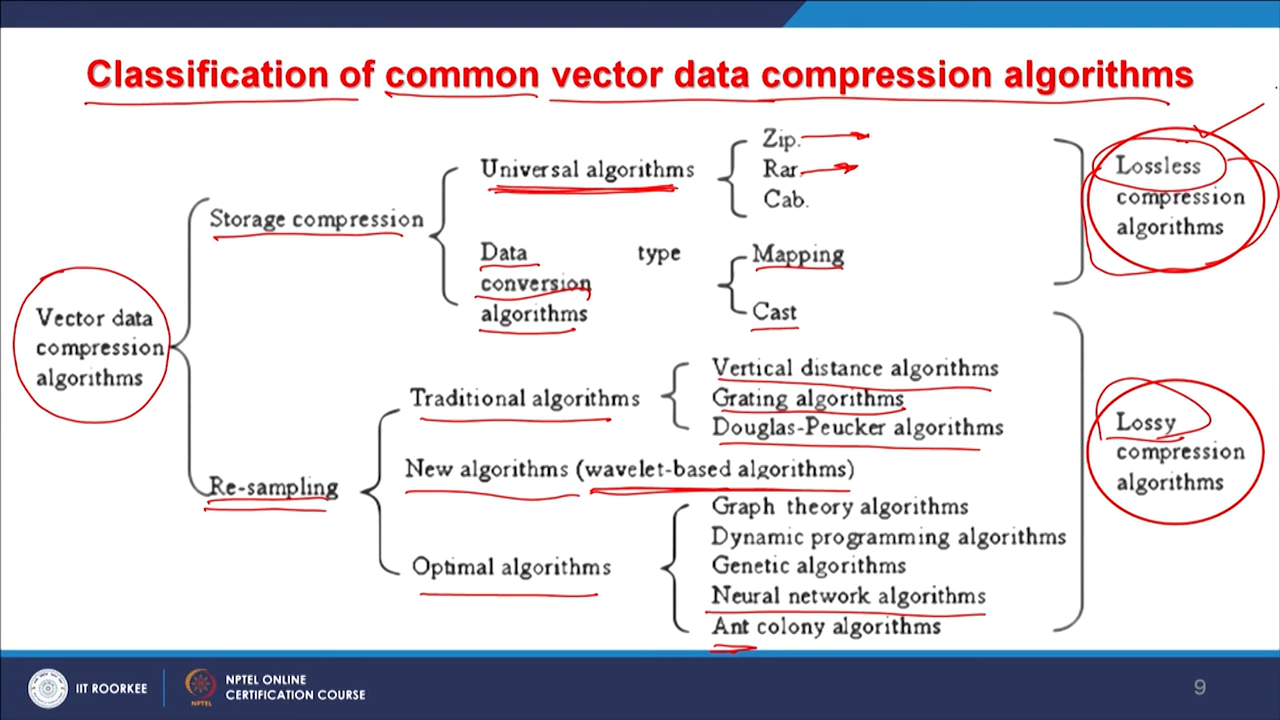 Classification of common vector data compression algorithms
Vector data
compression
algorithms
Storage compression
Universal algorithms
Zip.
Rar.
Cab.
Data type
conversion
algorithms
Mapping
Cast
Lossless
compression
algorithms
Re-sampling
Traditional algorithms
Vertical distance algorithms
Grating algorithms
Douglas-Peucker algorithms
New algorithms (wavelet-based algorithms)
Optimal algorithms
Graph theory algorithms
Dynamic programming algorithms
Genetic algorithms
Neural network algorithms
Ant colony algorithms
Lossy
compression
algorithms
IIT ROORKEE
NPTEL
NPTEL ONLINE
CERTIFICATION COURSE
9